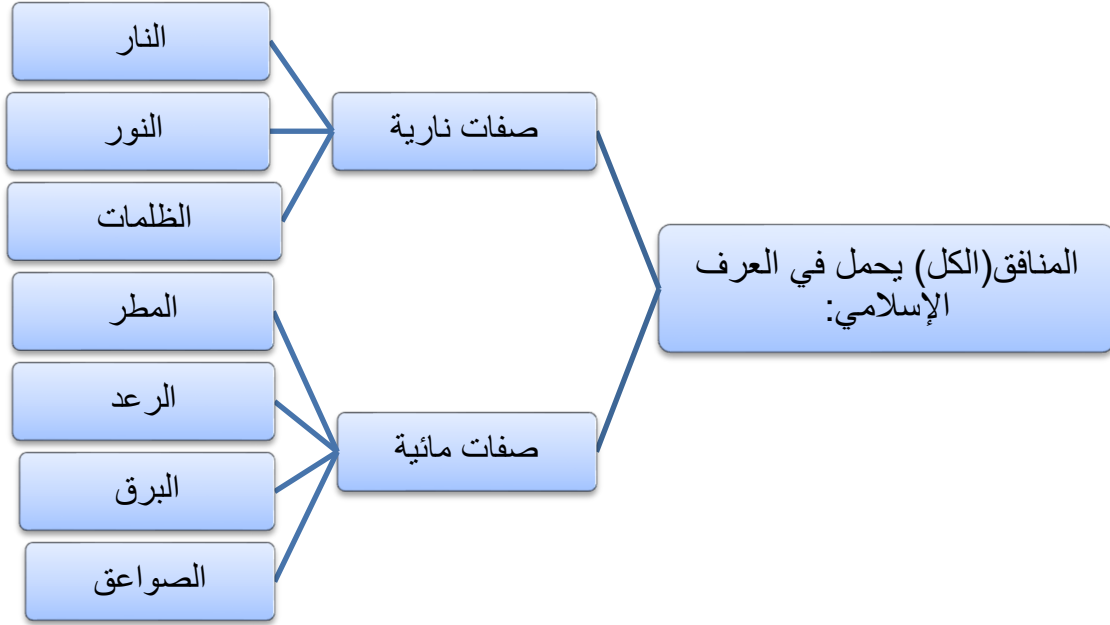 المنافق(الكل) يحمل في العرف
الإسلامي:
صفات نارية
النار
النور
الظلمات
صفات مائية
المطر
الرعد
البرق
الصواعق